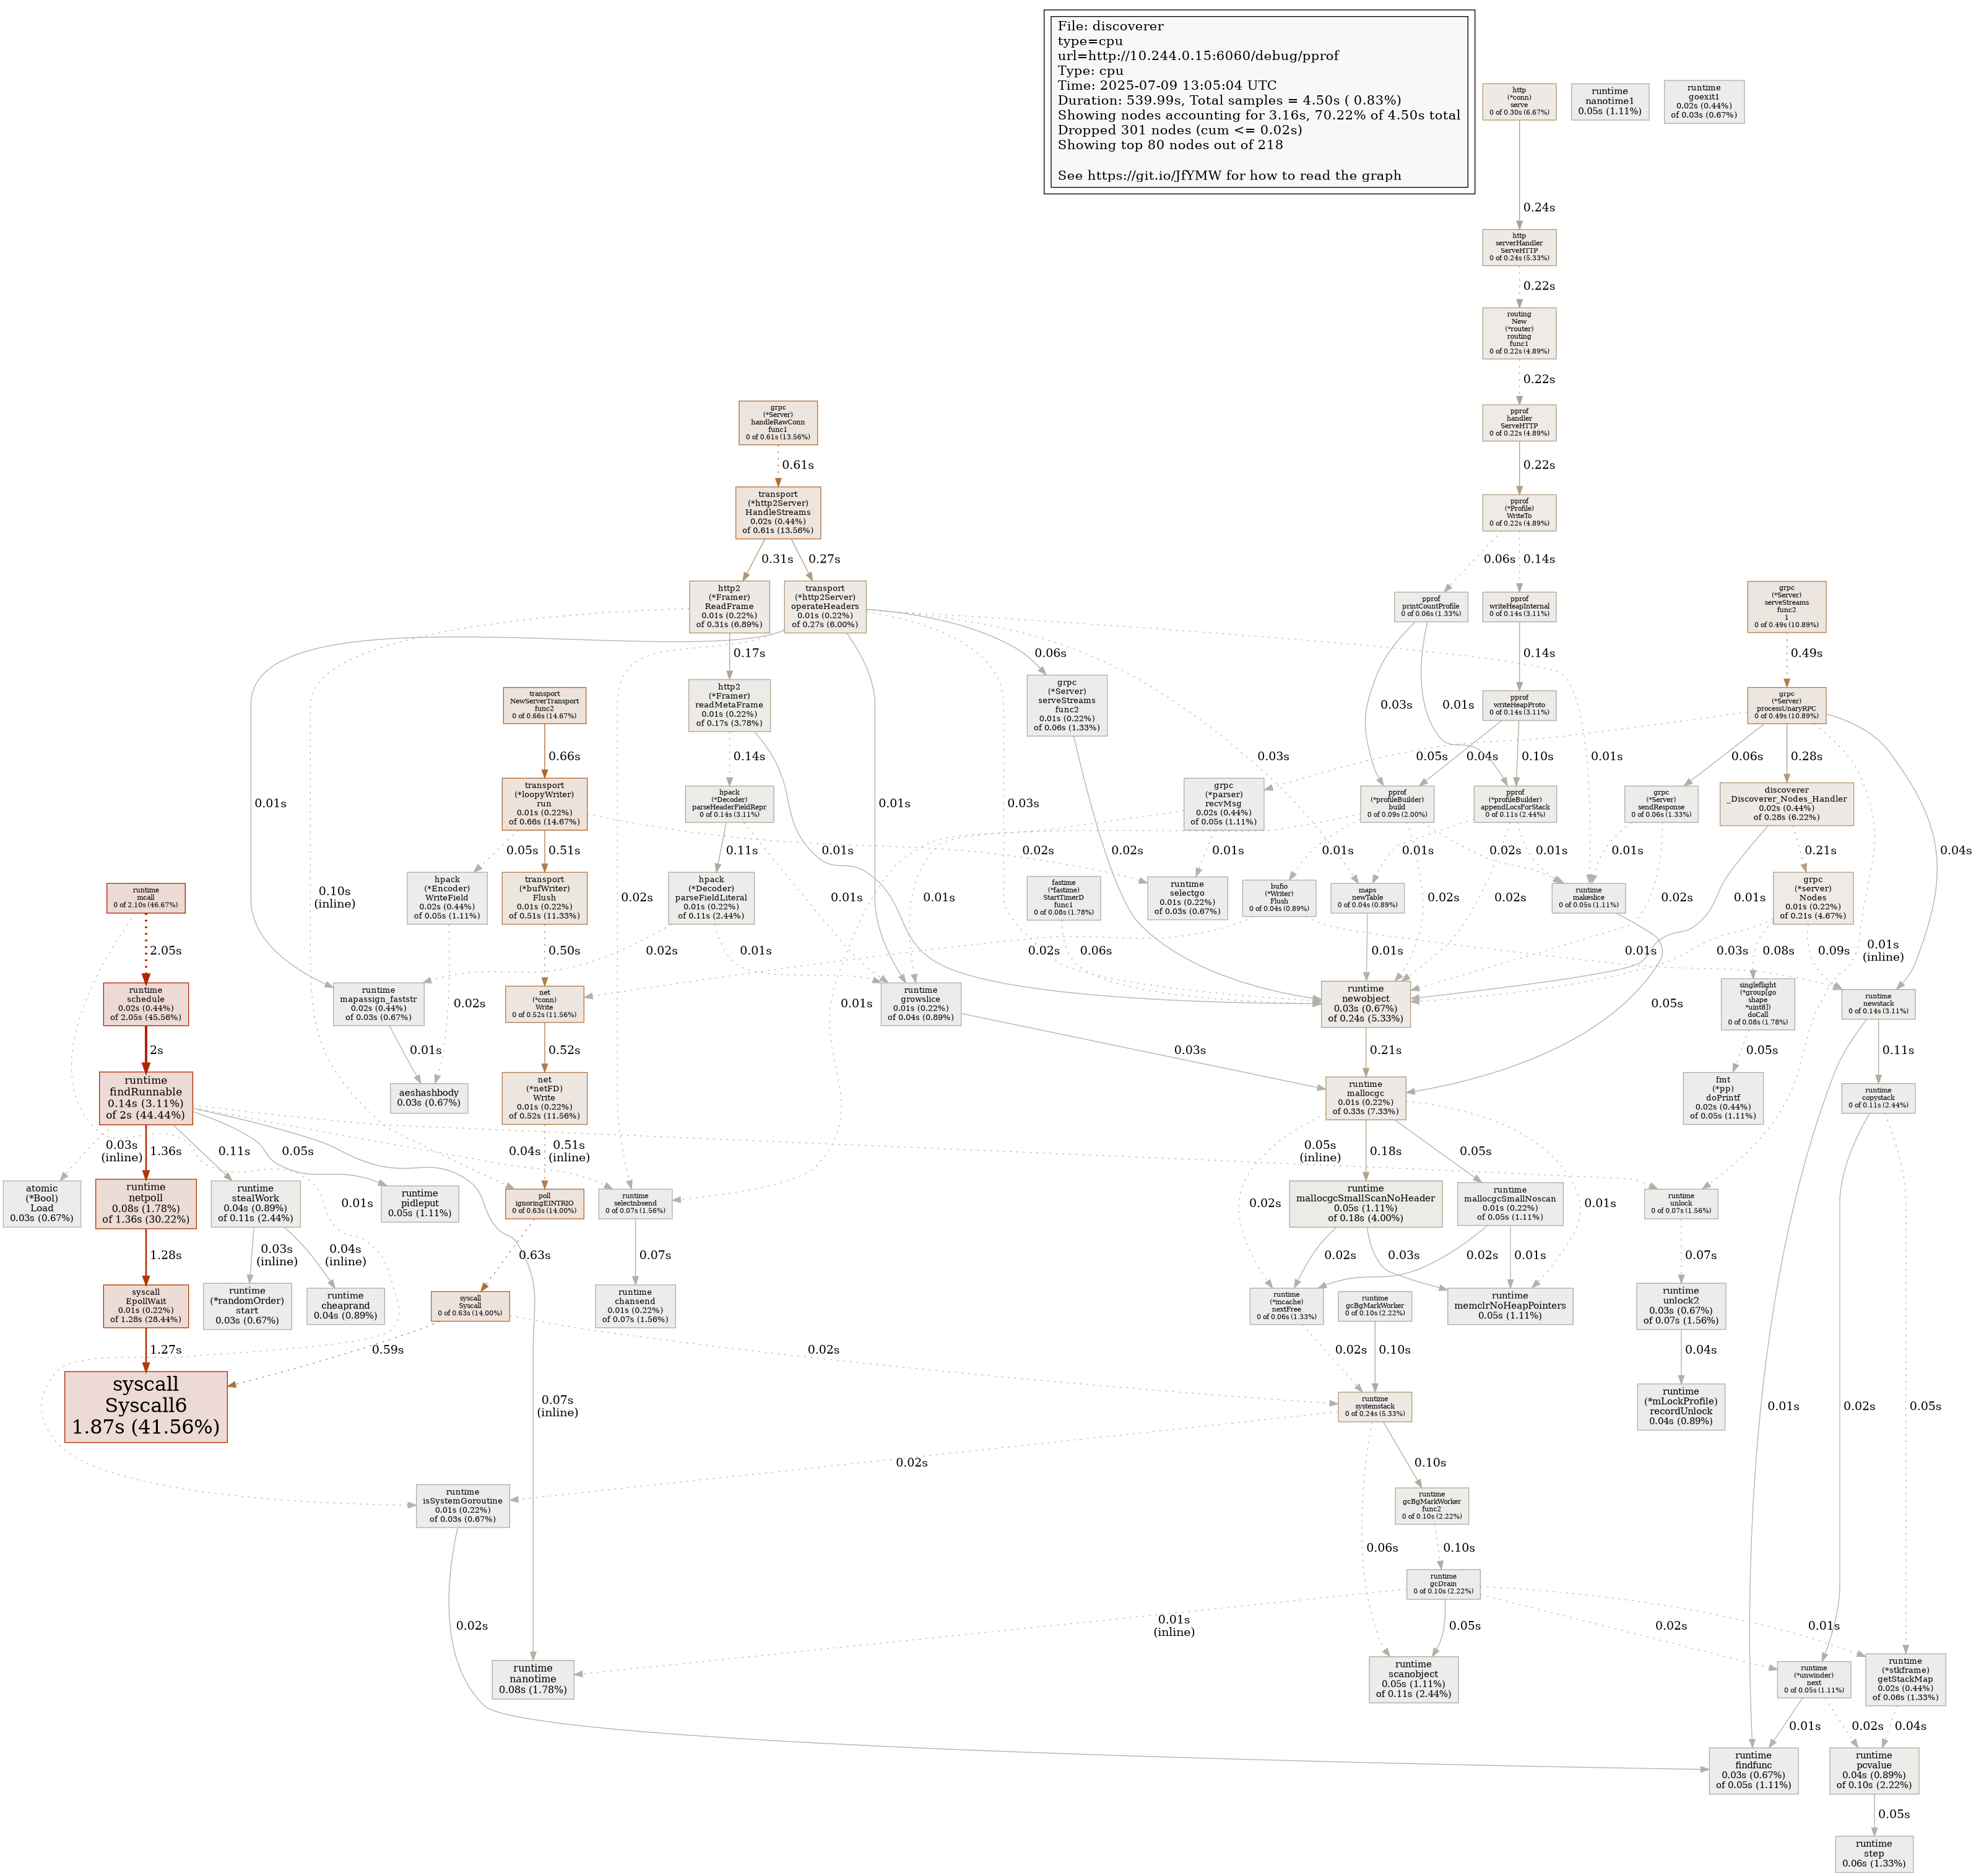 File: discoverer
type=cpu
url=http://10.244.0.15:6060/debug/pprof
Type: cpu
Time: 2025-07-09 13:05:04 UTC
Duration: 539.99s, Total samples = 4.50s ( 0.83%)
Showing nodes accounting for 3.16s, 70.22% of 4.50s total
Dropped 301 nodes (cum <= 0.02s)
Showing top 80 nodes out of 218
See https://git.io/JfYMW for how to read the graph
http
(*conn)
serve
0 of 0.30s (6.67%)
runtime
nanotime1
0.05s (1.11%)
runtime
goexit1
0.02s (0.44%)
of 0.03s (0.67%)
0.24s
http
serverHandler
ServeHTTP
0 of 0.24s (5.33%)
0.22s
routing
New
(*router)
routing
func1
0 of 0.22s (4.89%)
0.22s
pprof
handler
ServeHTTP
0 of 0.22s (4.89%)
0.22s
grpc
(*Server)
handleRawConn
func1
0 of 0.61s (13.56%)
0.61s
transport
(*http2Server)
HandleStreams
0.02s (0.44%)
of 0.61s (13.56%)
pprof
(*Profile)
WriteTo
0 of 0.22s (4.89%)
0.31s
0.27s
0.06s
0.14s
http2
(*Framer)
ReadFrame
0.01s (0.22%)
of 0.31s (6.89%)
transport
(*http2Server)
operateHeaders
0.01s (0.22%)
of 0.27s (6.00%)
pprof
printCountProfile
0 of 0.06s (1.33%)
pprof
writeHeapInternal
0 of 0.14s (3.11%)
grpc
(*Server)
serveStreams
func2
1
0 of 0.49s (10.89%)
0.17s
0.06s
0.14s
0.49s
transport
NewServerTransport
func2
0 of 0.66s (14.67%)
http2
(*Framer)
readMetaFrame
0.01s (0.22%)
of 0.17s (3.78%)
grpc
(*Server)
serveStreams
func2
0.01s (0.22%)
of 0.06s (1.33%)
0.03s
0.01s
pprof
writeHeapProto
0 of 0.14s (3.11%)
grpc
(*Server)
processUnaryRPC
0 of 0.49s (10.89%)
0.66s
0.14s
0.03s
0.01s
0.05s
0.04s
0.10s
0.06s
0.28s
0.01s
transport
(*loopyWriter)
run
0.01s (0.22%)
of 0.66s (14.67%)
hpack
(*Decoder)
parseHeaderFieldRepr
0 of 0.14s (3.11%)
0.01s
0.03s
grpc
(*parser)
recvMsg
0.02s (0.44%)
of 0.05s (1.11%)
pprof
(*profileBuilder)
build
0 of 0.09s (2.00%)
pprof
(*profileBuilder)
appendLocsForStack
0 of 0.11s (2.44%)
grpc
(*Server)
sendResponse
0 of 0.06s (1.33%)
discoverer
_Discoverer_Nodes_Handler
0.02s (0.44%)
of 0.28s (6.22%)
0.05s
0.51s
0.11s
0.01s
0.02s
0.02s
0.01s
0.01s
0.02s
0.01s
0.01s
0.01s
0.21s
0.04s
0.10s
(inline)
hpack
(*Encoder)
WriteField
0.02s (0.44%)
of 0.05s (1.11%)
transport
(*bufWriter)
Flush
0.01s (0.22%)
of 0.51s (11.33%)
0.02s
hpack
(*Decoder)
parseFieldLiteral
0.01s (0.22%)
of 0.11s (2.44%)
0.01s
0.01s
fastime
(*fastime)
StartTimerD
func1
0 of 0.08s (1.78%)
runtime
selectgo
0.01s (0.22%)
of 0.03s (0.67%)
bufio
(*Writer)
Flush
0 of 0.04s (0.89%)
maps
newTable
0 of 0.04s (0.89%)
0.02s
0.02s
runtime
makeslice
0 of 0.05s (1.11%)
0.02s
0.01s
grpc
(*server)
Nodes
0.01s (0.22%)
of 0.21s (4.67%)
0.01s
(inline)
runtime
mcall
0 of 2.10s (46.67%)
2.05s
0.50s
0.02s
0.01s
0.02s
0.06s
0.01s
0.01s
0.03s
0.08s
0.09s
runtime
schedule
0.02s (0.44%)
of 2.05s (45.56%)
0.02s
runtime
mapassign_faststr
0.02s (0.44%)
of 0.03s (0.67%)
net
(*conn)
Write
0 of 0.52s (11.56%)
0.01s
runtime
growslice
0.01s (0.22%)
of 0.04s (0.89%)
runtime
newobject
0.03s (0.67%)
of 0.24s (5.33%)
0.05s
singleflight
(*group[go
shape
*uint8])
doCall
0 of 0.08s (1.78%)
runtime
newstack
0 of 0.14s (3.11%)
2s
0.01s
0.52s
0.03s
0.21s
0.05s
0.11s
runtime
findRunnable
0.14s (3.11%)
of 2s (44.44%)
aeshashbody
0.03s (0.67%)
net
(*netFD)
Write
0.01s (0.22%)
of 0.52s (11.56%)
runtime
mallocgc
0.01s (0.22%)
of 0.33s (7.33%)
fmt
(*pp)
doPrintf
0.02s (0.44%)
of 0.05s (1.11%)
runtime
copystack
0 of 0.11s (2.44%)
0.03s
(inline)
1.36s
0.11s
0.05s
0.04s
0.51s
(inline)
0.05s
(inline)
0.18s
0.05s
atomic
(*Bool)
Load
0.03s (0.67%)
runtime
netpoll
0.08s (1.78%)
of 1.36s (30.22%)
runtime
stealWork
0.04s (0.89%)
of 0.11s (2.44%)
0.01s
runtime
pidleput
0.05s (1.11%)
poll
ignoringEINTRIO
0 of 0.63s (14.00%)
runtime
selectnbsend
0 of 0.07s (1.56%)
0.02s
runtime
mallocgcSmallScanNoHeader
0.05s (1.11%)
of 0.18s (4.00%)
runtime
mallocgcSmallNoscan
0.01s (0.22%)
of 0.05s (1.11%)
0.01s
runtime
unlock
0 of 0.07s (1.56%)
1.28s
0.03s
(inline)
0.04s
(inline)
0.63s
0.07s
0.02s
0.03s
0.02s
0.01s
0.07s
syscall
EpollWait
0.01s (0.22%)
of 1.28s (28.44%)
runtime
(*randomOrder)
start
0.03s (0.67%)
runtime
cheaprand
0.04s (0.89%)
syscall
Syscall
0 of 0.63s (14.00%)
runtime
chansend
0.01s (0.22%)
of 0.07s (1.56%)
runtime
(*mcache)
nextFree
0 of 0.06s (1.33%)
runtime
gcBgMarkWorker
0 of 0.10s (2.22%)
runtime
memclrNoHeapPointers
0.05s (1.11%)
runtime
unlock2
0.03s (0.67%)
of 0.07s (1.56%)
1.27s
0.59s
0.02s
0.02s
0.10s
0.04s
syscall
Syscall6
1.87s (41.56%)
0.07s
(inline)
runtime
systemstack
0 of 0.24s (5.33%)
runtime
(*mLockProfile)
recordUnlock
0.04s (0.89%)
0.01s
0.02s
0.05s
0.02s
0.10s
runtime
isSystemGoroutine
0.01s (0.22%)
of 0.03s (0.67%)
runtime
gcBgMarkWorker
func2
0 of 0.10s (2.22%)
0.06s
0.10s
runtime
gcDrain
0 of 0.10s (2.22%)
0.02s
0.01s
(inline)
0.05s
0.02s
0.01s
runtime
nanotime
0.08s (1.78%)
runtime
scanobject
0.05s (1.11%)
of 0.11s (2.44%)
runtime
(*unwinder)
next
0 of 0.05s (1.11%)
runtime
(*stkframe)
getStackMap
0.02s (0.44%)
of 0.06s (1.33%)
0.01s
0.02s
0.04s
runtime
findfunc
0.03s (0.67%)
of 0.05s (1.11%)
runtime
pcvalue
0.04s (0.89%)
of 0.10s (2.22%)
0.05s
runtime
step
0.06s (1.33%)